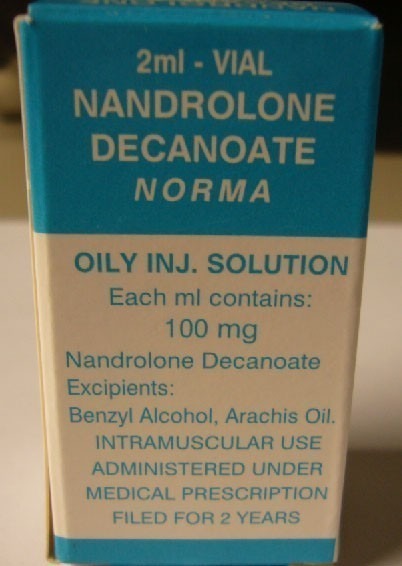 2ml - VIAL
NANDROLONE
DECANOATE
NORMA
OILY INJ. SOLUTION
Each ml contains:
100 mg
Nandrolone Decanoate
Excipients:
Benzyl Alcohol, Arachis Oil.
INTRAMUSCULAR USE
ADMINISTERED UNDER
MEDICAL PRESCRIPTION
FILED FOR 2 YEARS